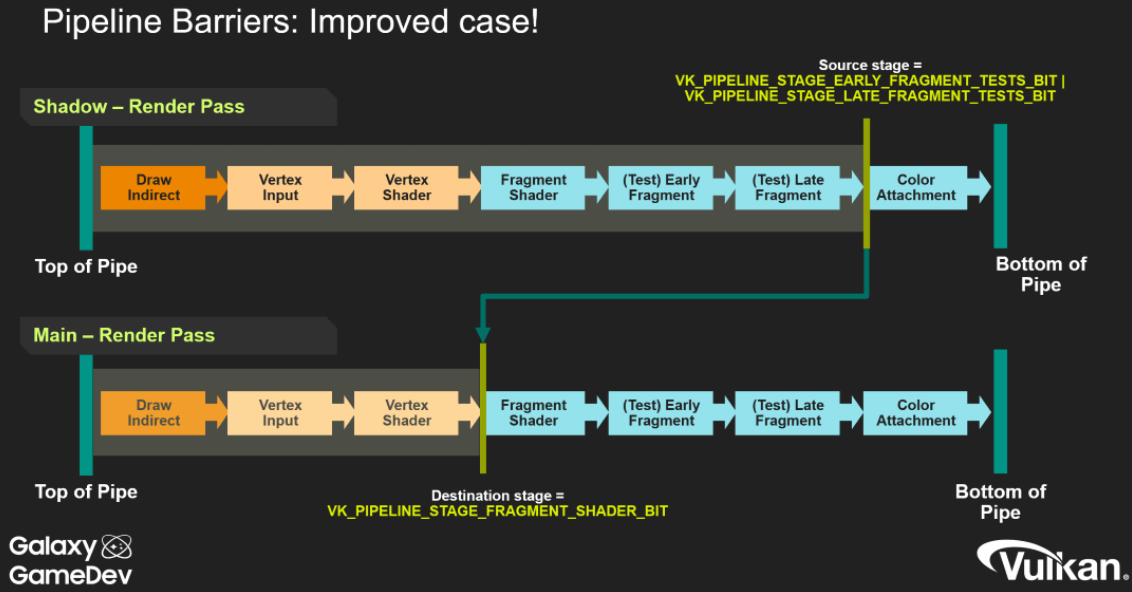 Pipeline Barriers: Improved case!
Source stage =
VK_PIPELINE_STAGE_EARLY_FRAGMENT_TESTS_BIT |
VK_PIPELINE_STAGE_LATE_FRAGMENT_TESTS_BIT
Shadow – Render Pass
Draw
Indirect
Vertex
Input
Vertex
Shader
Fragment
Shader
(Test) Early
Fragment
(Test) Late
Fragment
Color
Attachment
Top of Pipe
Bottom of
Pipe
Main – Render Pass
Draw
Indirect
Vertex
Input
Vertex
Shader
Fragment
Shader
(Test) Early
Fragment
(Test) Late
Fragment
Color
Attachment
Top of Pipe
Destination stage =
VK_PIPELINE_STAGE_FRAGMENT_SHADER_BIT
Bottom of
Pipe
Galaxy
GameDev
Vulkan.